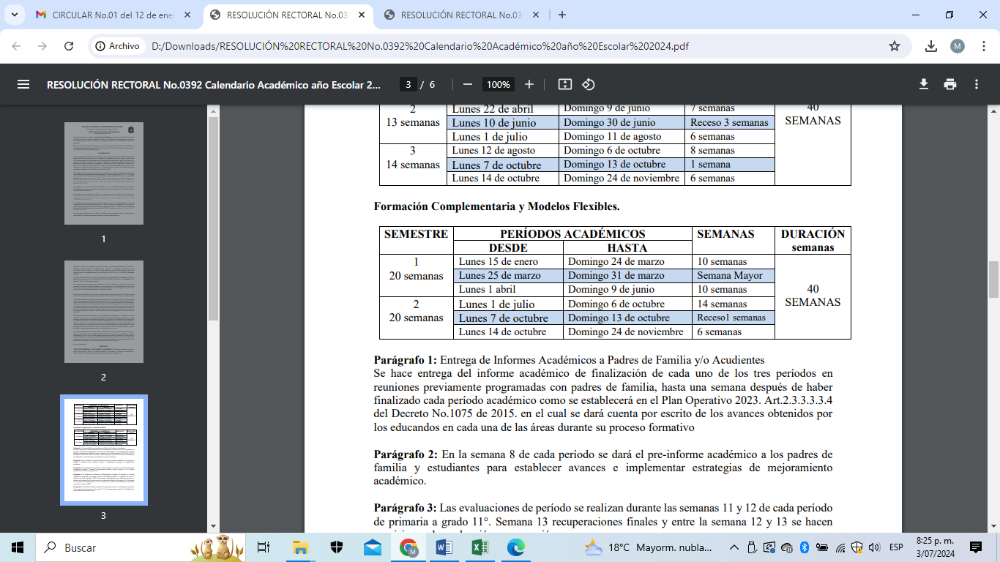 CIRCULAR No.01 del 12 de ene
RESOLUCIÓN RECTORAL No.03
RESOLUCIÓN RECTORAL No.03
Archivo
D:/Downloads/RESOLUCIÓN%20RECTORAL%20No.0392%20Calendario%20Académico%20año%20Escolar%202024.pdf
M
RESOLUCIÓN RECTORAL No.0392 Calendario Académico año Escolar 2...
3 / 6
100%
1
2
3
2 Lunes 22 de abril Domingo 9 de junio 7 semanas 40
13 semanas Lunes 10 de junio Domingo 30 de junio Receso 3 semanas SEMANAS
Lunes 1 de julio Domingo 11 de agosto 6 semanas
3 Lunes 12 de agosto Domingo 6 de octubre 8 semanas
14 semanas Lunes 7 de octubre Domingo 13 de octubre 1 semana
Lunes 14 de octubre Domingo 24 de noviembre 6 semanas
Formación Complementaria y Modelos Flexibles.
SEMESTRE PERÍODOS ACADÉMICOS SEMANAS DURACIÓN
DESDE HASTA semanas
1 Lunes 15 de enero Domingo 24 de marzo 10 semanas
20 semanas Lunes 25 de marzo Domingo 31 de marzo Semana Mayor
Lunes 1 abril Domingo 9 de junio 10 semanas 40
2 Lunes 1 de julio Domingo 6 de octubre 14 semanas SEMANAS
20 semanas Lunes 7 de octubre Domingo 13 de octubre Receso1 semanas
Lunes 14 de octubre Domingo 24 de noviembre 6 semanas
Parágrafo 1: Entrega de Informes Académicos a Padres de Familia y/o Acudientes
Se hace entrega del informe académico de finalización de cada uno de los tres períodos en
reuniones previamente programadas con padres de familia, hasta una semana después de haber
finalizado cada período académico como se establecerá en el Plan Operativo 2023. Art.2.3.3.3.3.4
del Decreto No.1075 de 2015. en el cual se dará cuenta por escrito de los avances obtenidos por
los educandos en cada una de las áreas durante su proceso formativo
Parágrafo 2: En la semana 8 de cada período se dará el pre-informe académico a los padres de
familia y estudiantes para establecer avances e implementar estrategias de mejoramiento
académico.
Parágrafo 3: Las evaluaciones de período se realizan durante las semanas 11 y 12 de cada período
de primaria a grado 11°. Semana 13 recuperaciones finales y entre la semana 12 y 13 se hacen
Buscar
18°C Mayorm. nubla...
ESP
8:25 p. m.
3/07/2024